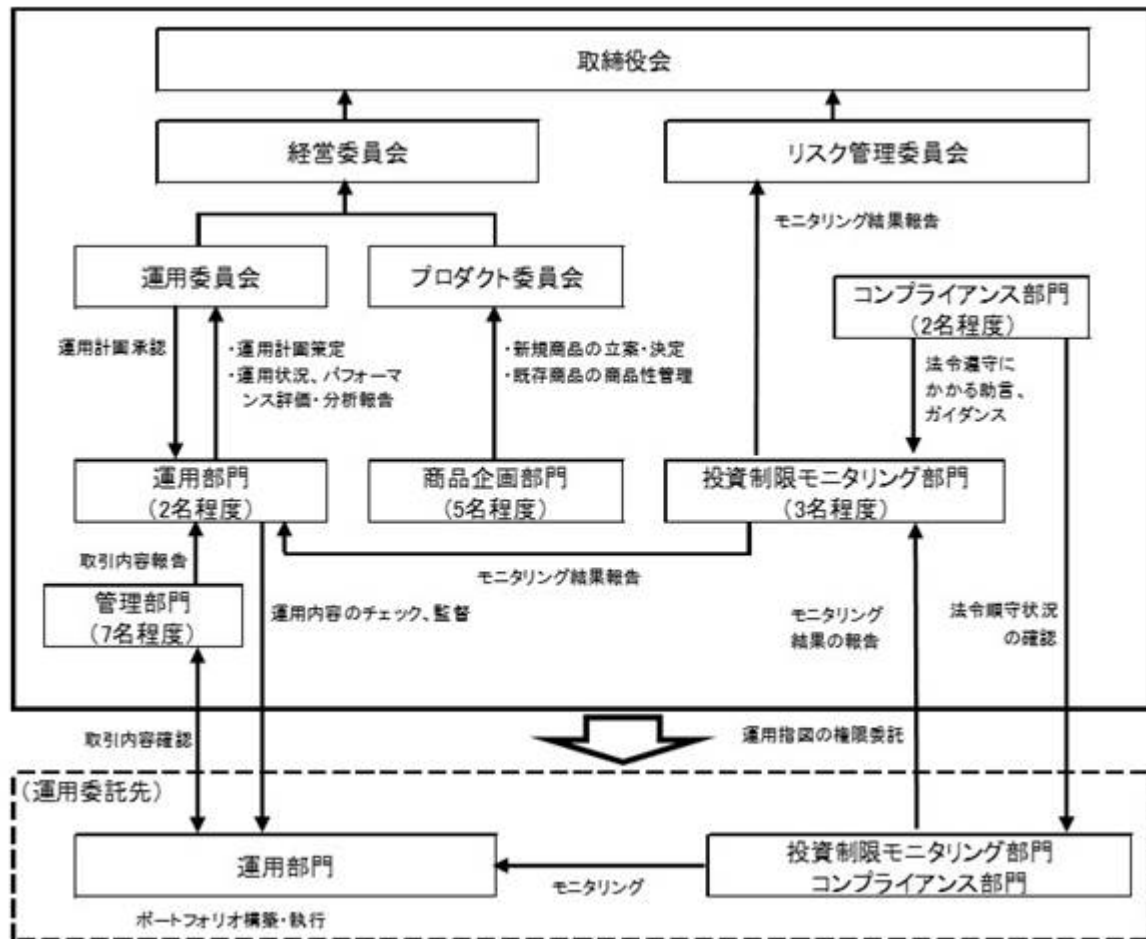 取締役会
経営委員会
リスク管理委員会
モニタリング結果報告
運用委員会
プロダクト委員会
コンプライアンス部門
(2名程度)
運用計画承認
・運用計画策定
・運用状況、パフォーマ
ンス評価・分析報告
・新規商品の立案・決定
・既存商品の商品性管理
法令遵守に
かかる助言、
ガイダンス
運用部門
(2名程度)
商品企画部門
(5名程度)
投資制限モニタリング部門
(3名程度)
取引内容報告
モニタリング結果報告
管理部門
(7名程度)
運用内容のチェック、監督
モニタリング
結果の報告
法令順守状況
の確認
取引内容確認
運用指図の権限委託
(運用委託先)
運用部門
モニタリング
投資制限モニタリング部門
コンプライアンス部門
ポートフォリオ構築・執行